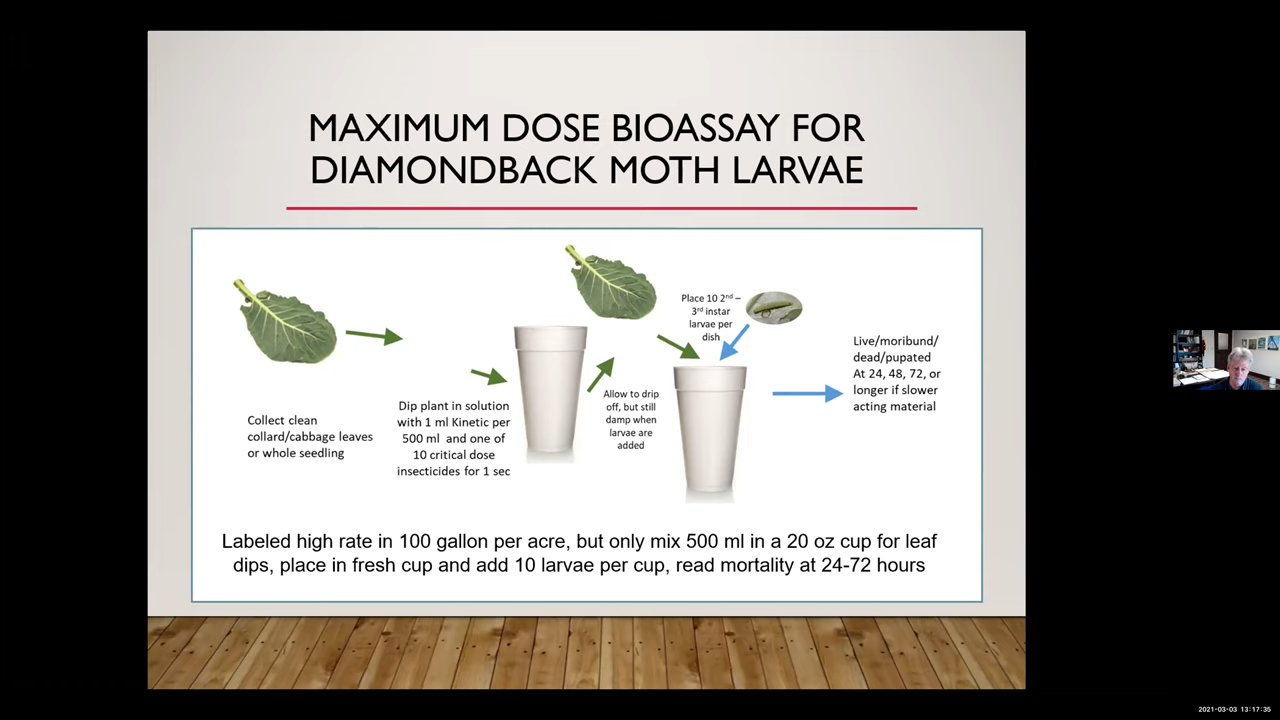 MAXIMUM DOSE BIOASSAY FOR
DIAMONDBACK MOTH LARVAE
Collect clean
collard/cabbage leaves
or whole seedling
Dip plant in solution
with 1 ml Kinetic per
500 ml and one of
10 critical dose
insecticides for 1 sec
Allow to drip
off, but still
damp when
larvae are
added
Place 10 2nd –
3rd instar
larvae per
dish
Live/moribund/
dead/pupated
At 24, 48, 72, or
longer if slower
acting material
Labeled high rate in 100 gallon per acre, but only mix 500 ml in a 20 oz cup for leaf
dips, place in fresh cup and add 10 larvae per cup, read mortality at 24-72 hours
2021-03-03 13:17:35